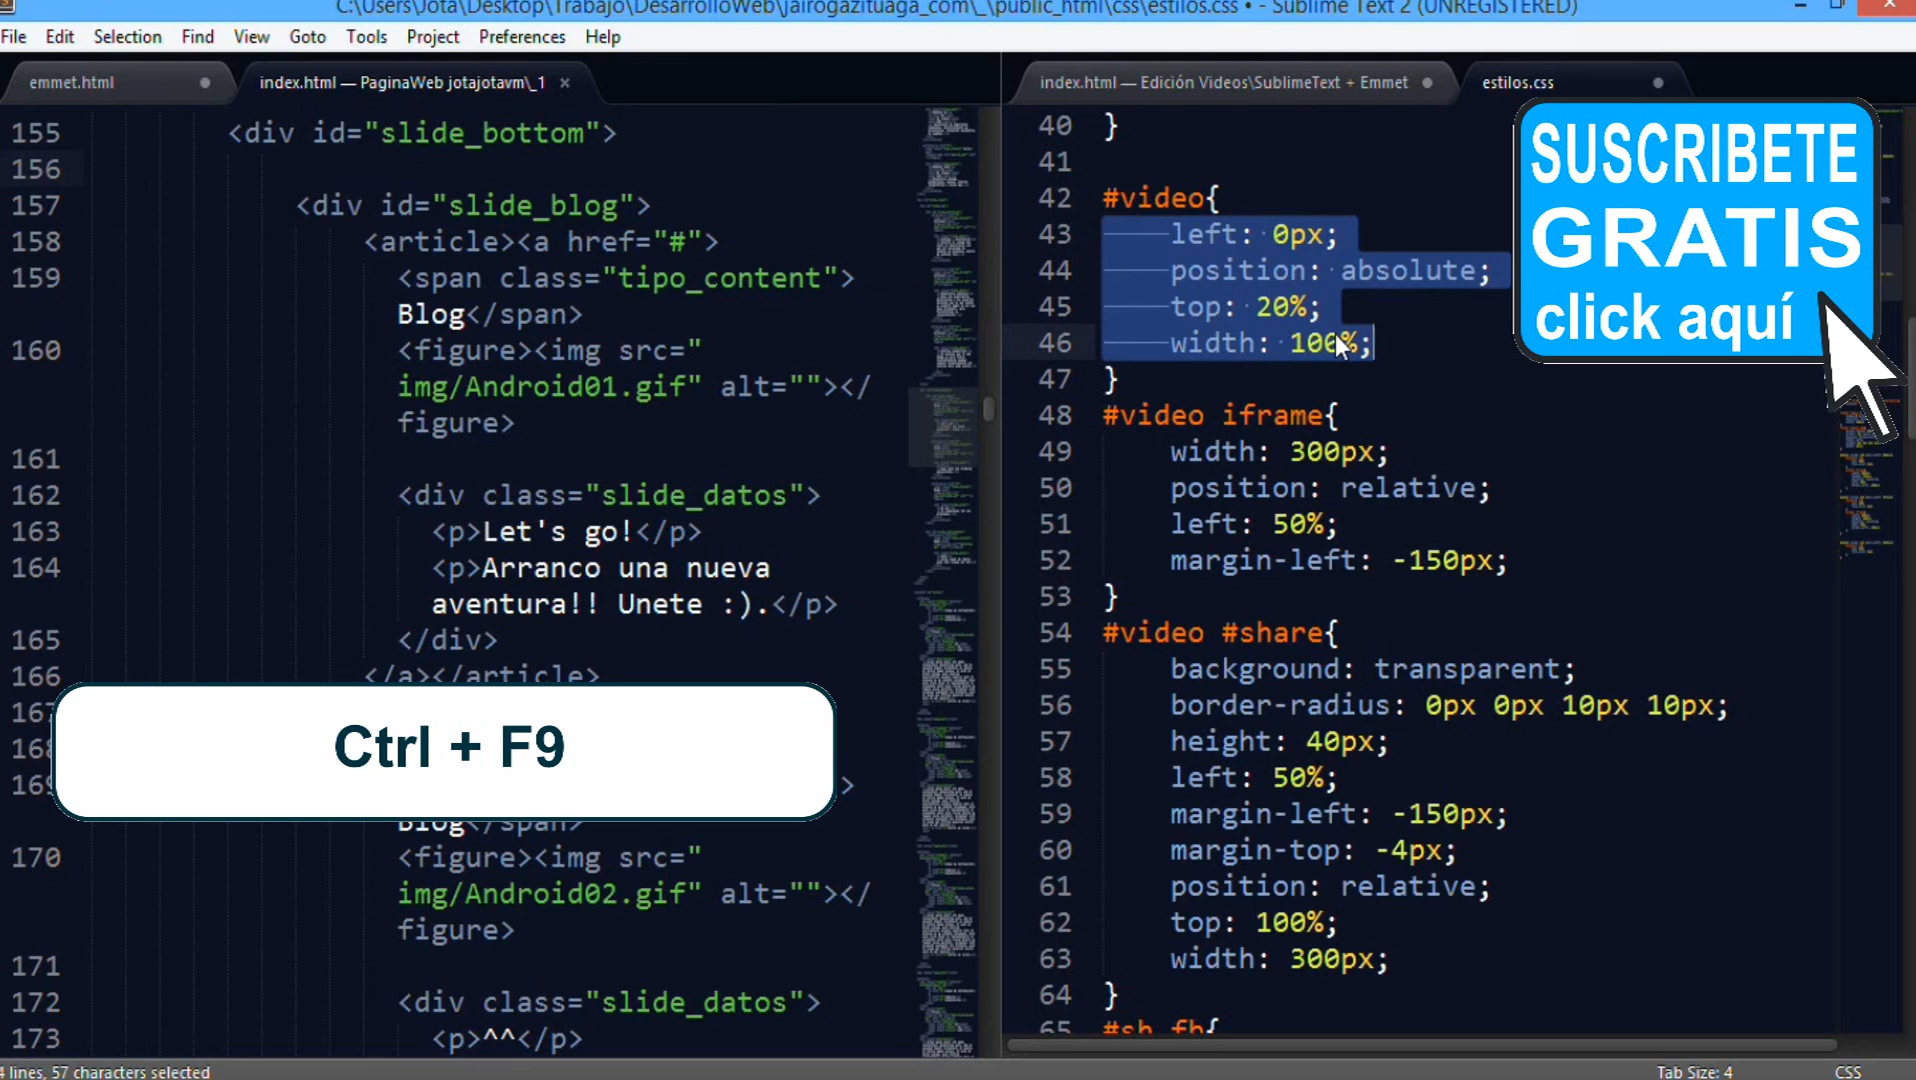 C:\Users\Jota\Desktop\Trabajo\DesarrolloWeb\jairogazituaga_com\_\public_html\css\estilos.css • - Sublime Text 2 (UNREGISTERED)
File Edit Selection Find View Goto Tools Project Preferences Help
emmet.html
index.html — PaginaWeb jotajotavm\_1
155 <div id="slide_bottom">
156
157 <div id="slide_blog">
158 <article><a href="#">
159 <span class="tipo_content">
Blog</span>
160 <figure><img src="
img/Android01.gif" alt=""></
figure>
161
162 <div class="slide_datos">
163 <p>Let's go!</p>
164 <p>Arranco una nueva
aventura!! Unete :).</p>
165 </div>
166 </a></article>
167
168
169 >
Blog</span>
170 <figure><img src="
img/Android02.gif" alt=""></
figure>
171
172 <div class="slide_datos">
173 <p>^^</p>
Ctrl + F9
index.html — Edición Videos\SublimeText + Emmet
estilos.css
40 }
41
42 #video{
43 left: 0px;
44 position: absolute;
45 top: 20%;
46 width: 100%;
47 }
48 #video iframe{
49 width: 300px;
50 position: relative;
51 left: 50%;
52 margin-left: -150px;
53 }
54 #video #share{
55 background: transparent;
56 border-radius: 0px 0px 10px 10px;
57 height: 40px;
58 left: 50%;
59 margin-left: -150px;
60 margin-top: -4px;
61 position: relative;
62 top: 100%;
63 width: 300px;
64 }
65 #sh_fb{
SUSCRIBETE
GRATIS
click aquí
4 lines, 57 characters selected
Tab Size: 4
CSS